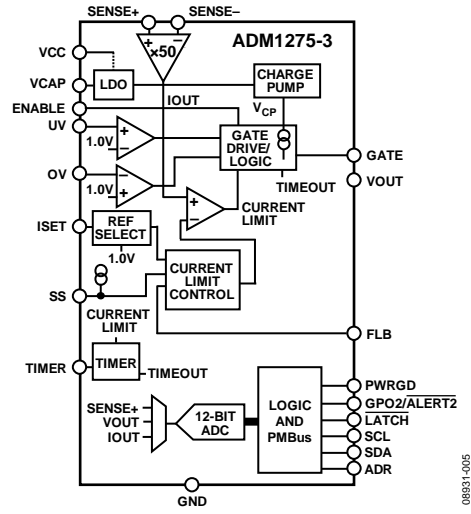 SENSE+ SENSE–
ADM1275-3
VCC
×50
VCAP
LDO
CHARGE
PUMP
IOUT
VCP
ENABLE
UV
1.0V
GATE
DRIVE/
LOGIC
GATE
TIMEOUT
VOUT
OV
1.0V
CURRENT
LIMIT
ISET
REF
SELECT
1.0V
CURRENT
LIMIT
CONTROL
SS
CURRENT
LIMIT
FLB
TIMER
TIMER
TIMEOUT
PWRGD
SENSE+
VOUT
IOUT
12-BIT
ADC
LOGIC
AND
PMBus
GPO2/ALERT2
LATCH
SCL
SDA
ADR
GND
08931-005